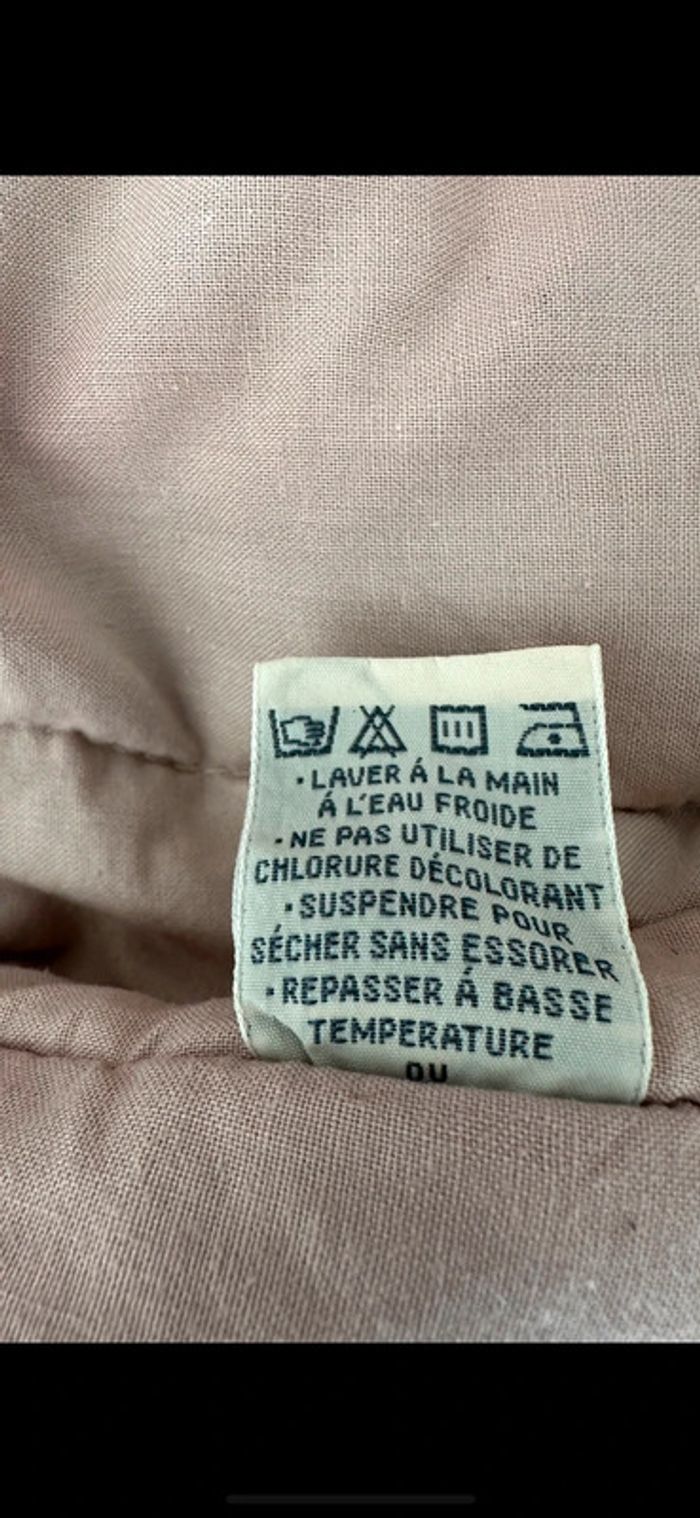 · LAVER Á LA MAIN
Á L'EAU FROIDE
· NE PAS UTILISER DE
CHLORURE DÉCOLORANT
· SUSPENDRE POUR
SÉCHER SANS ESSORER
· REPASSER Á BASSE
TEMPERATURE
OU